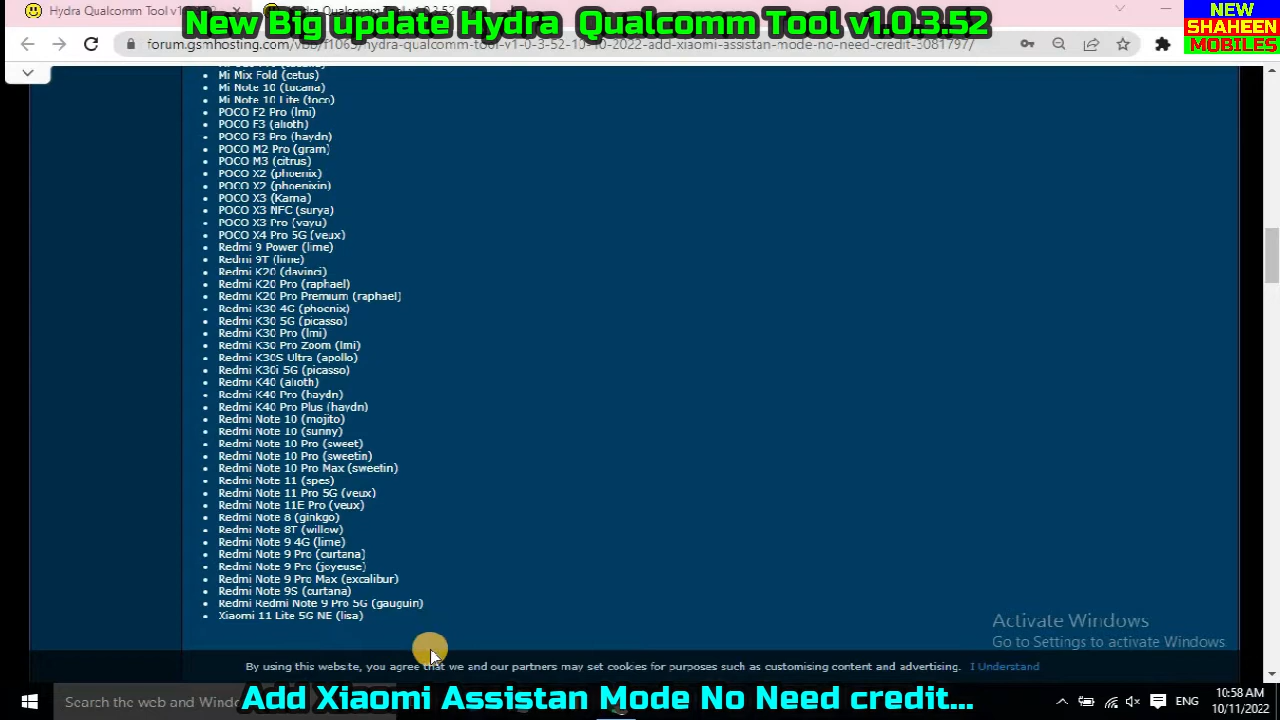 Hydra Qualcomm Tool v1
New Big update Hydra Qualcomm Tool v1.0.3.52
NEW
SHAHEEN
MOBILES
Mi Mix Fold (cetus)
Mi Note 10 (tucana)
Mi Note 10 Lite (toco)
POCO F2 Pro (lmi)
POCO F3 (alioth)
POCO F3 Pro (haydn)
POCO M2 Pro (gram)
POCO M3 (citrus)
POCO X2 (phoenix)
POCO X2 (phoenixin)
POCO X3 (Karna)
POCO X3 NFC (surya)
POCO X3 Pro (vayu)
POCO X4 Pro 5G (veux)
Redmi 9 Power (lime)
Redmi 9T (lime)
Redmi K20 (davinci)
Redmi K20 Pro (raphael)
Redmi K20 Pro Premium (raphael)
Redmi K30 4G (phoenix)
Redmi K30 5G (picasso)
Redmi K30 Pro (lmi)
Redmi K30 Pro Zoom (lmi)
Redmi K30S Ultra (apollo)
Redmi K30i 5G (picasso)
Redmi K40 (alioth)
Redmi K40 Pro (haydn)
Redmi K40 Pro Plus (haydn)
Redmi Note 10 (mojito)
Redmi Note 10 (sunny)
Redmi Note 10 Pro (sweet)
Redmi Note 10 Pro (sweetin)
Redmi Note 10 Pro Max (sweetin)
Redmi Note 11 (spes)
Redmi Note 11 Pro 5G (veux)
Redmi Note 11E Pro (veux)
Redmi Note 8 (ginkgo)
Redmi Note 8T (willow)
Redmi Note 9 4G (lime)
Redmi Note 9 Pro (curtana)
Redmi Note 9 Pro (joyeuse)
Redmi Note 9 Pro Max (excalibur)
Redmi Note 9S (curtana)
Redmi Redmi Note 9 Pro 5G (gauguin)
Xiaomi 11 Lite 5G NE (lisa)
Activate Windows
Go to Settings to activate Windows.
By using this website, you agree that we and our partners may set cookies for purposes such as customising content and advertising. I Understand
Search the web and Windows
Add Xiaomi Assistan Mode No Need credit...
ENG
10:58 AM
10/11/2022